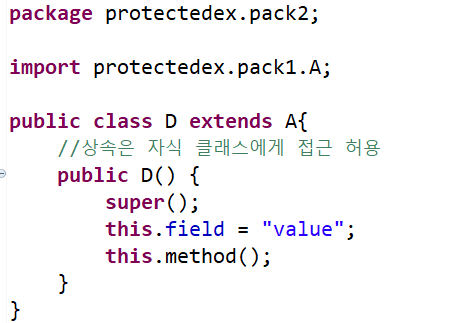 package protectedex.pack2;
import protectedex.pack1.A;
public class D extends A{
//상속은 자식 클래스에게 접근 허용
public D() {
super();
this.field = "value";
this.method();
}
}